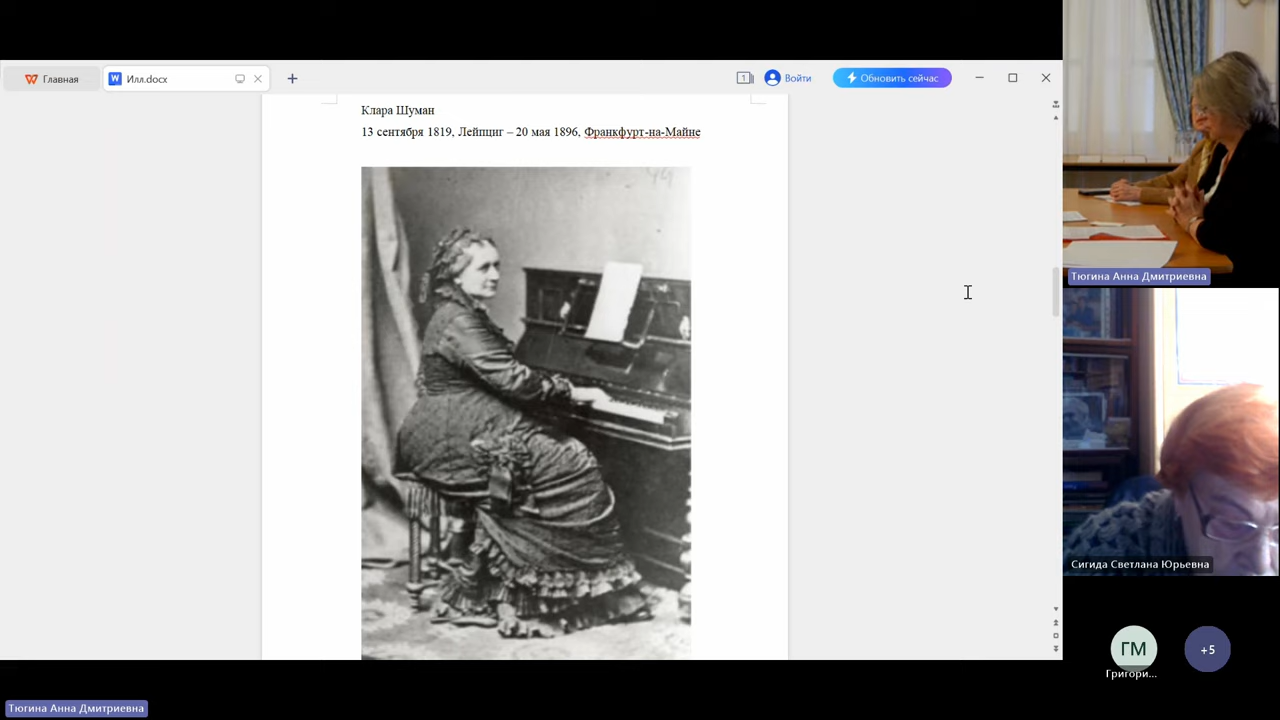 Главная
Илл.docx
1
Войти
Обновить сейчас
Клара Шуман
13 сентября 1819, Лейпциг – 20 мая 1896, Франкфурт-на-Майне
Тюгина Анна Дмитриевна
Сигида Светлана Юрьевна
ГМ
Григори...
+5
Тюгина Анна Дмитриевна